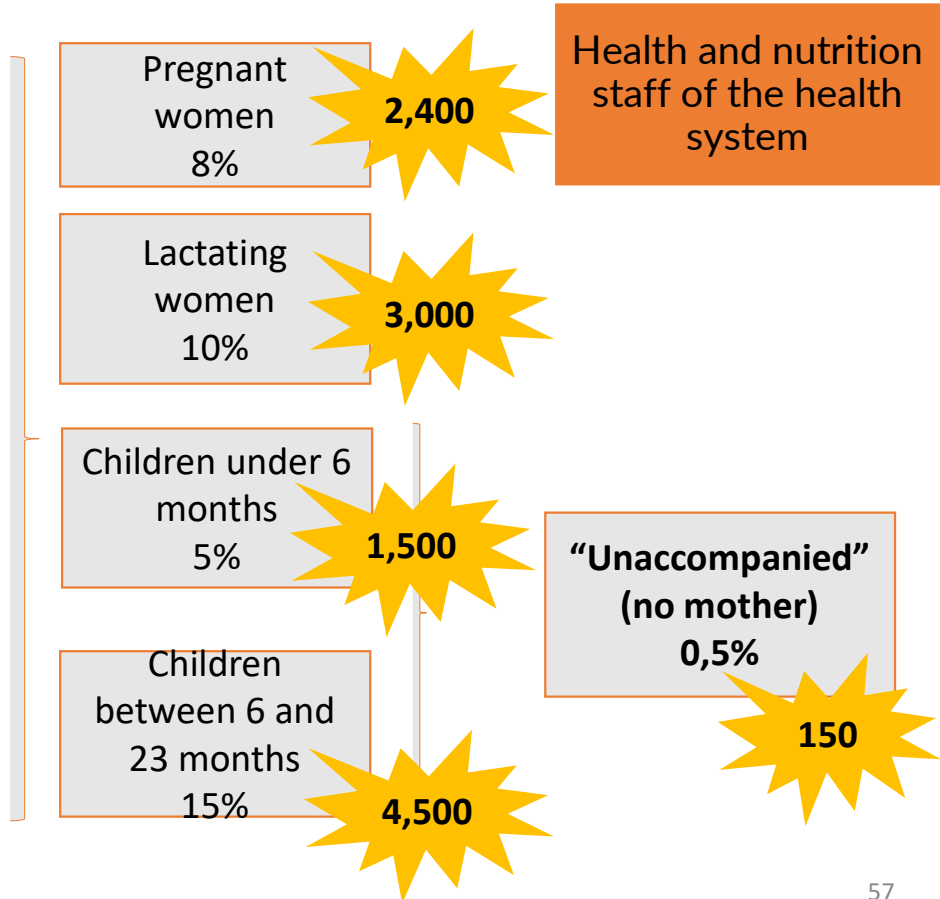 Pregnant
women
8%
2,400
Health and nutrition
staff of the health
system
Lactating
women
10%
3,000
Children under 6
months
5%
1,500
“Unaccompanied”
(no mother)
0,5%
150
Children
between 6 and
23 months
15%
4,500
57